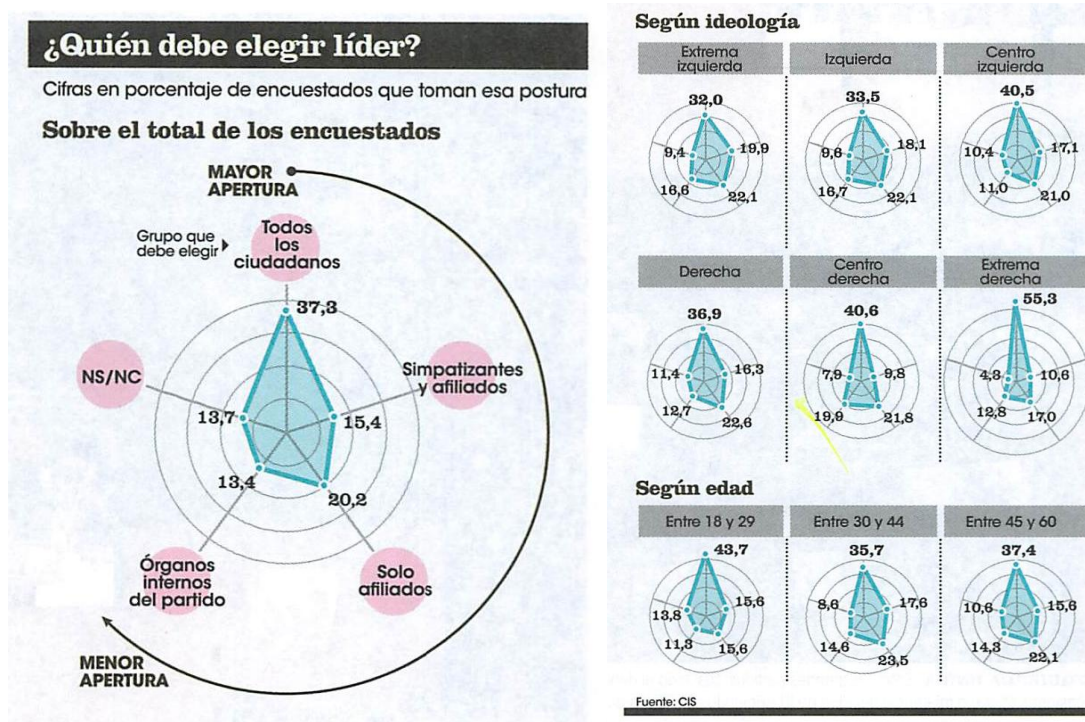 ¿Quién debe elegir líder?
Cifras en porcentaje de encuestados que toman esa postura
Sobre el total de los encuestados
MAYOR
APERTURA
Grupo que
debe elegir
Todos
los
ciudadanos
37,3
NS/NC
Simpatizantes
y afiliados
13,7
15,4
13,4
20,2
Órganos
internos
del partido
Solo
afiliados
MENOR
APERTURA
Según ideología
Extrema
izquierda
32,0
9,4
19,9
16,6
22,1
Izquierda
33,5
9,6
18,1
16,7
22,1
Centro
izquierda
40,5
10,4
17,1
11,0
21,0
Derecha
36,9
11,4
16,3
12,7
22,6
Centro
derecha
40,6
7,9
9,8
19,9
21,8
Extrema
derecha
55,3
4,3
10,6
12,8
17,0
Según edad
Entre 18 y 29
43,7
13,8
15,6
11,3
15,6
Entre 30 y 44
35,7
8,6
17,6
14,6
23,5
Entre 45 y 60
37,4
10,6
15,6
14,3
22,1
Fuente: CIS